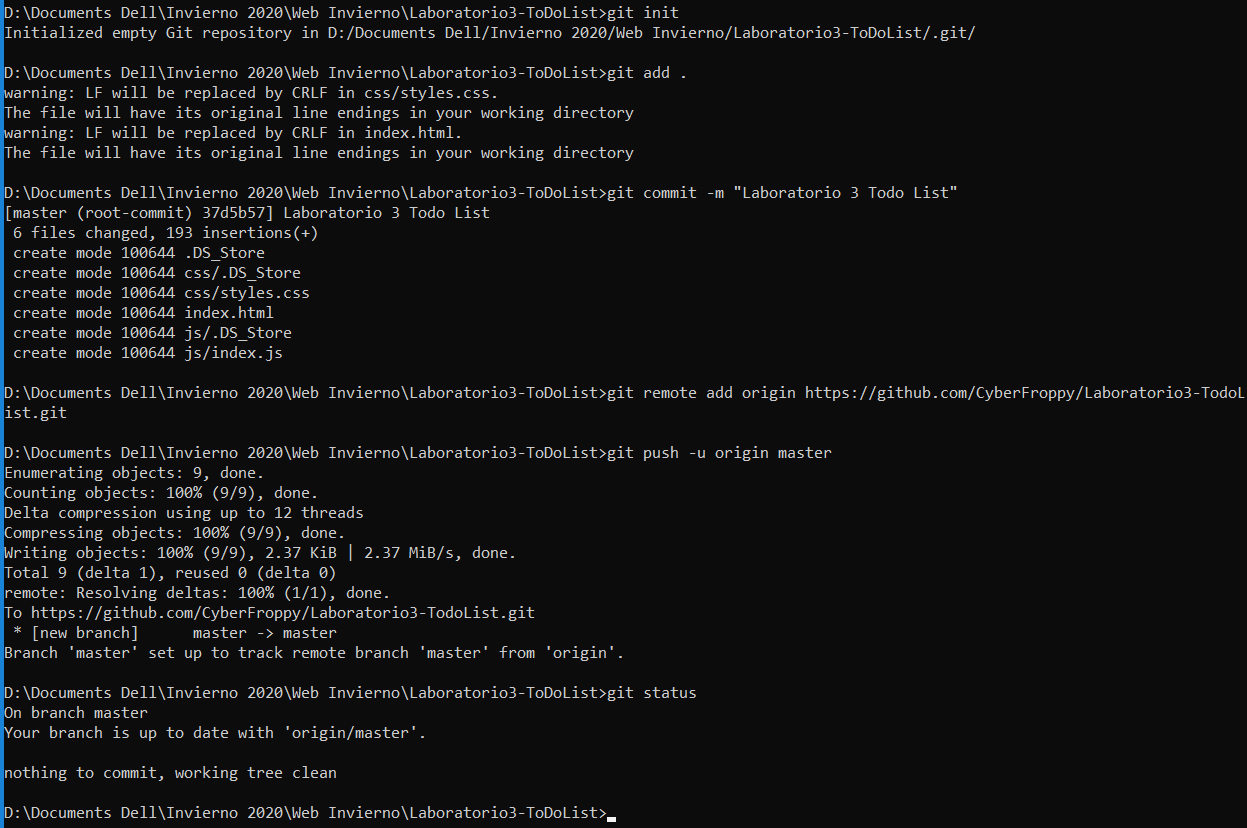 D:\Documents Dell\Invierno 2020\Web Invierno\Laboratorio3-ToDoList>git init
Initialized empty Git repository in D:/Documents Dell/Invierno 2020/Web Invierno/Laboratorio3-ToDoList/.git/
D:\Documents Dell\Invierno 2020\Web Invierno\Laboratorio3-ToDoList>git add .
warning: LF will be replaced by CRLF in css/styles.css.
The file will have its original line endings in your working directory
warning: LF will be replaced by CRLF in index.html.
The file will have its original line endings in your working directory
D:\Documents Dell\Invierno 2020\Web Invierno\Laboratorio3-ToDoList>git commit -m "Laboratorio 3 Todo List"
[master (root-commit) 37d5b57] Laboratorio 3 Todo List
 6 files changed, 193 insertions(+)
 create mode 100644 .DS_Store
 create mode 100644 css/.DS_Store
 create mode 100644 css/styles.css
 create mode 100644 index.html
 create mode 100644 js/.DS_Store
 create mode 100644 js/index.js
D:\Documents Dell\Invierno 2020\Web Invierno\Laboratorio3-ToDoList>git remote add origin https://github.com/CyberFroppy/Laboratorio3-TodoL
ist.git
D:\Documents Dell\Invierno 2020\Web Invierno\Laboratorio3-ToDoList>git push -u origin master
Enumerating objects: 9, done.
Counting objects: 100% (9/9), done.
Delta compression using up to 12 threads
Compressing objects: 100% (9/9), done.
Writing objects: 100% (9/9), 2.37 KiB | 2.37 MiB/s, done.
Total 9 (delta 1), reused 0 (delta 0)
remote: Resolving deltas: 100% (1/1), done.
To https://github.com/CyberFroppy/Laboratorio3-TodoList.git
 * [new branch]      master -> master
Branch 'master' set up to track remote branch 'master' from 'origin'.
D:\Documents Dell\Invierno 2020\Web Invierno\Laboratorio3-ToDoList>git status
On branch master
Your branch is up to date with 'origin/master'.
nothing to commit, working tree clean
D:\Documents Dell\Invierno 2020\Web Invierno\Laboratorio3-ToDoList>